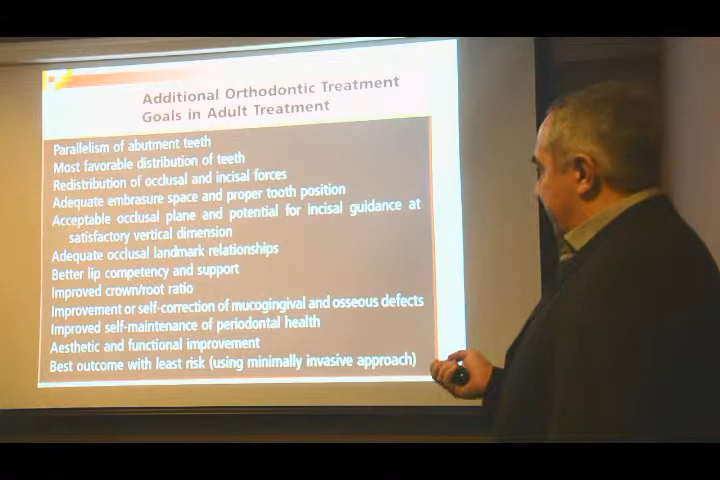 Additional Orthodontic Treatment
Goals in Adult Treatment
Parallelism of abutment teeth
Most favorable distribution of teeth
Redistribution of occlusal and incisal forces
Adequate embrasure space and proper tooth position
Acceptable occlusal plane and potential for incisal guidance at
satisfactory vertical dimension
Adequate occlusal landmark relationships
Better lip competency and support
Improved crown/root ratio
Improvement or self-correction of mucogingival and osseous defects
Improved self-maintenance of periodontal health
Aesthetic and functional improvement
Best outcome with least risk (using minimally invasive approach)